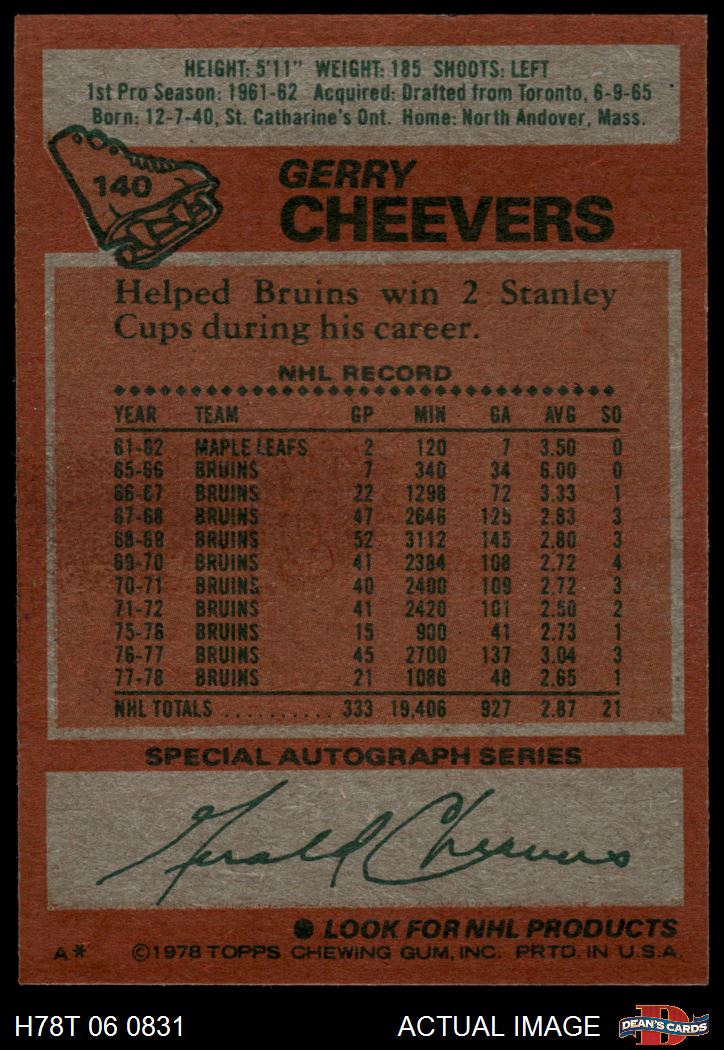 HEIGHT: 5'11" WEIGHT: 185 SHOOTS: LEFT
1st Pro Season: 1961-62 Acquired: Drafted from Toronto, 6-9-65
Born: 12-7-40, St. Catharine's Ont. Home: North Andover, Mass.
140
GERRY
CHEEVERS
Helped Bruins win 2 Stanley
Cups during his career.
NHL RECORD
YEAR TEAM GP MIN GA AVG SO
61-62 MAPLE LEAFS 2 120 7 3.50 0
65-66 BRUINS 7 340 34 6.00 0
66-67 BRUINS 22 1298 72 3.33 1
67-68 BRUINS 47 2646 125 2.83 3
68-69 BRUINS 52 3112 145 2.80 3
69-70 BRUINS 41 2384 108 2.72 4
70-71 BRUINS 40 2400 109 2.72 3
71-72 BRUINS 41 2420 101 2.50 2
75-76 BRUINS 15 900 41 2.73 1
76-77 BRUINS 45 2700 137 3.04 3
77-78 BRUINS 21 1086 48 2.65 1
NHL TOTALS .......... 333 19,406 927 2.87 21
SPECIAL AUTOGRAPH SERIES
Gerald Cheevers
LOOK FOR NHL PRODUCTS
A* ©1978 TOPPS CHEWING GUM, INC. PRTD. IN U.S.A.
H78T 06 0831 ACTUAL IMAGE DEAN'S CARDS